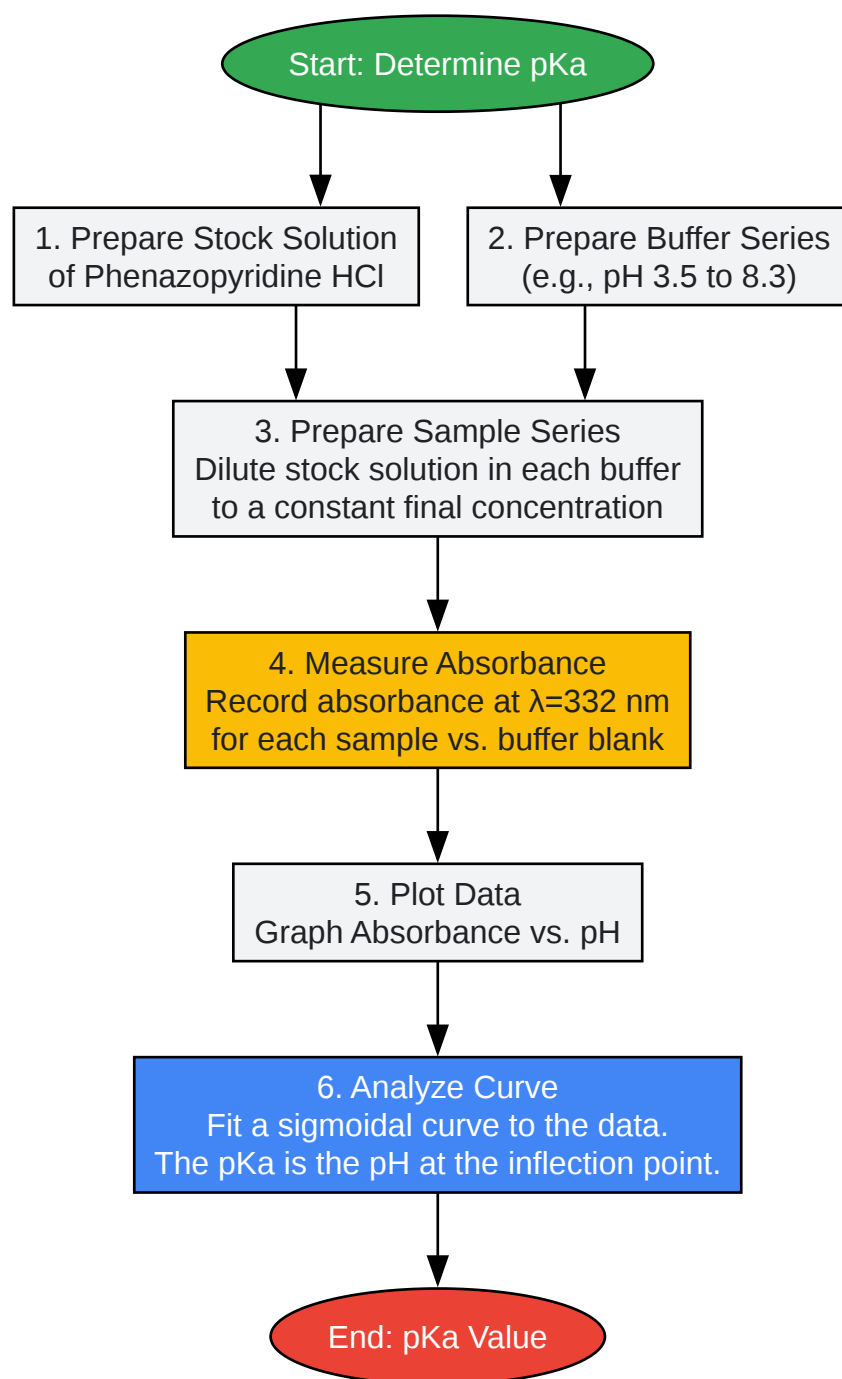 Start: Determine pKa
1. Prepare Stock Solution
of Phenazopyridine HCl
2. Prepare Buffer Series
(e.g., pH 3.5 to 8.3)
3. Prepare Sample Series
Dilute stock solution in each buffer
to a constant final concentration
4. Measure Absorbance
Record absorbance at λ=332 nm
for each sample vs. buffer blank
5. Plot Data
Graph Absorbance vs. pH
6. Analyze Curve
Fit a sigmoidal curve to the data.
The pKa is the pH at the inflection point.
End: pKa Value